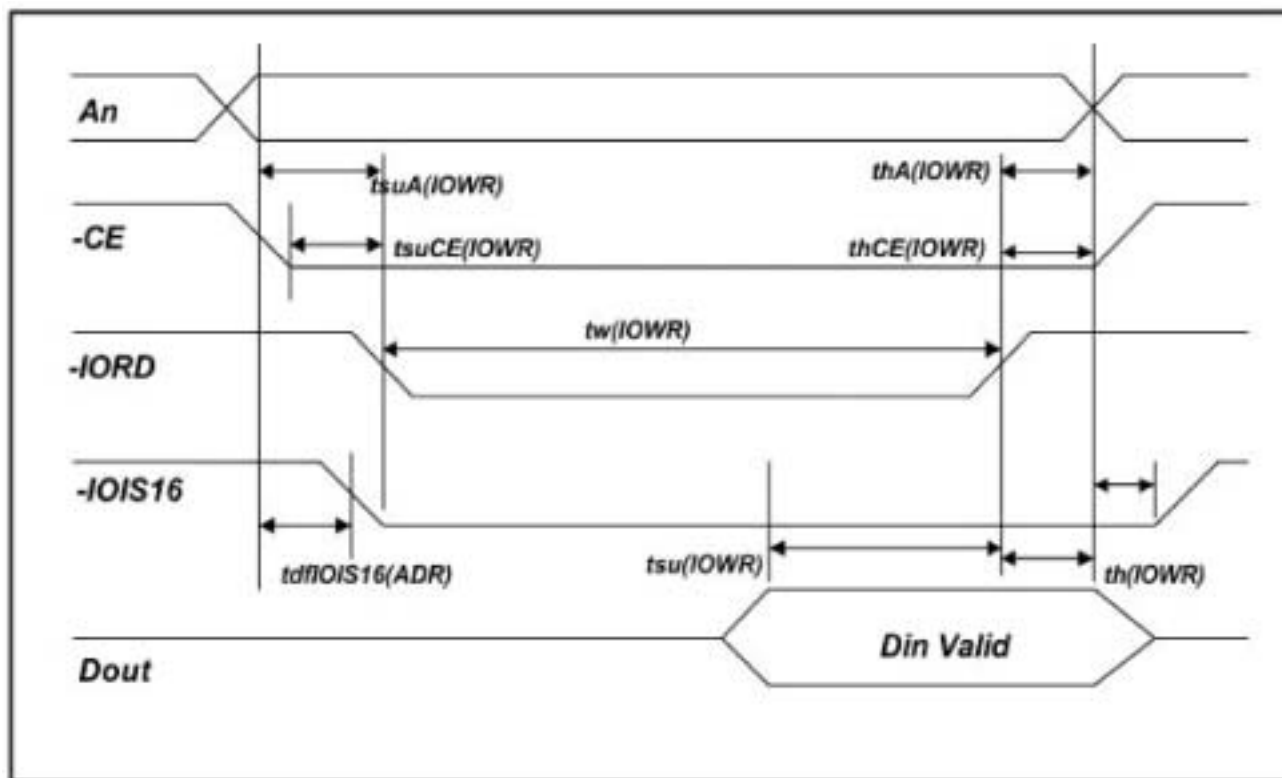 An
tsuA(IOWR)
thA(IOWR)
-CE
tsuCE(IOWR)
thCE(IOWR)
tw(IOWR)
-IORD
-IOIS16
tsu(IOWR)
tdfIOIS16(ADR)
th(IOWR)
Din Valid
Dout